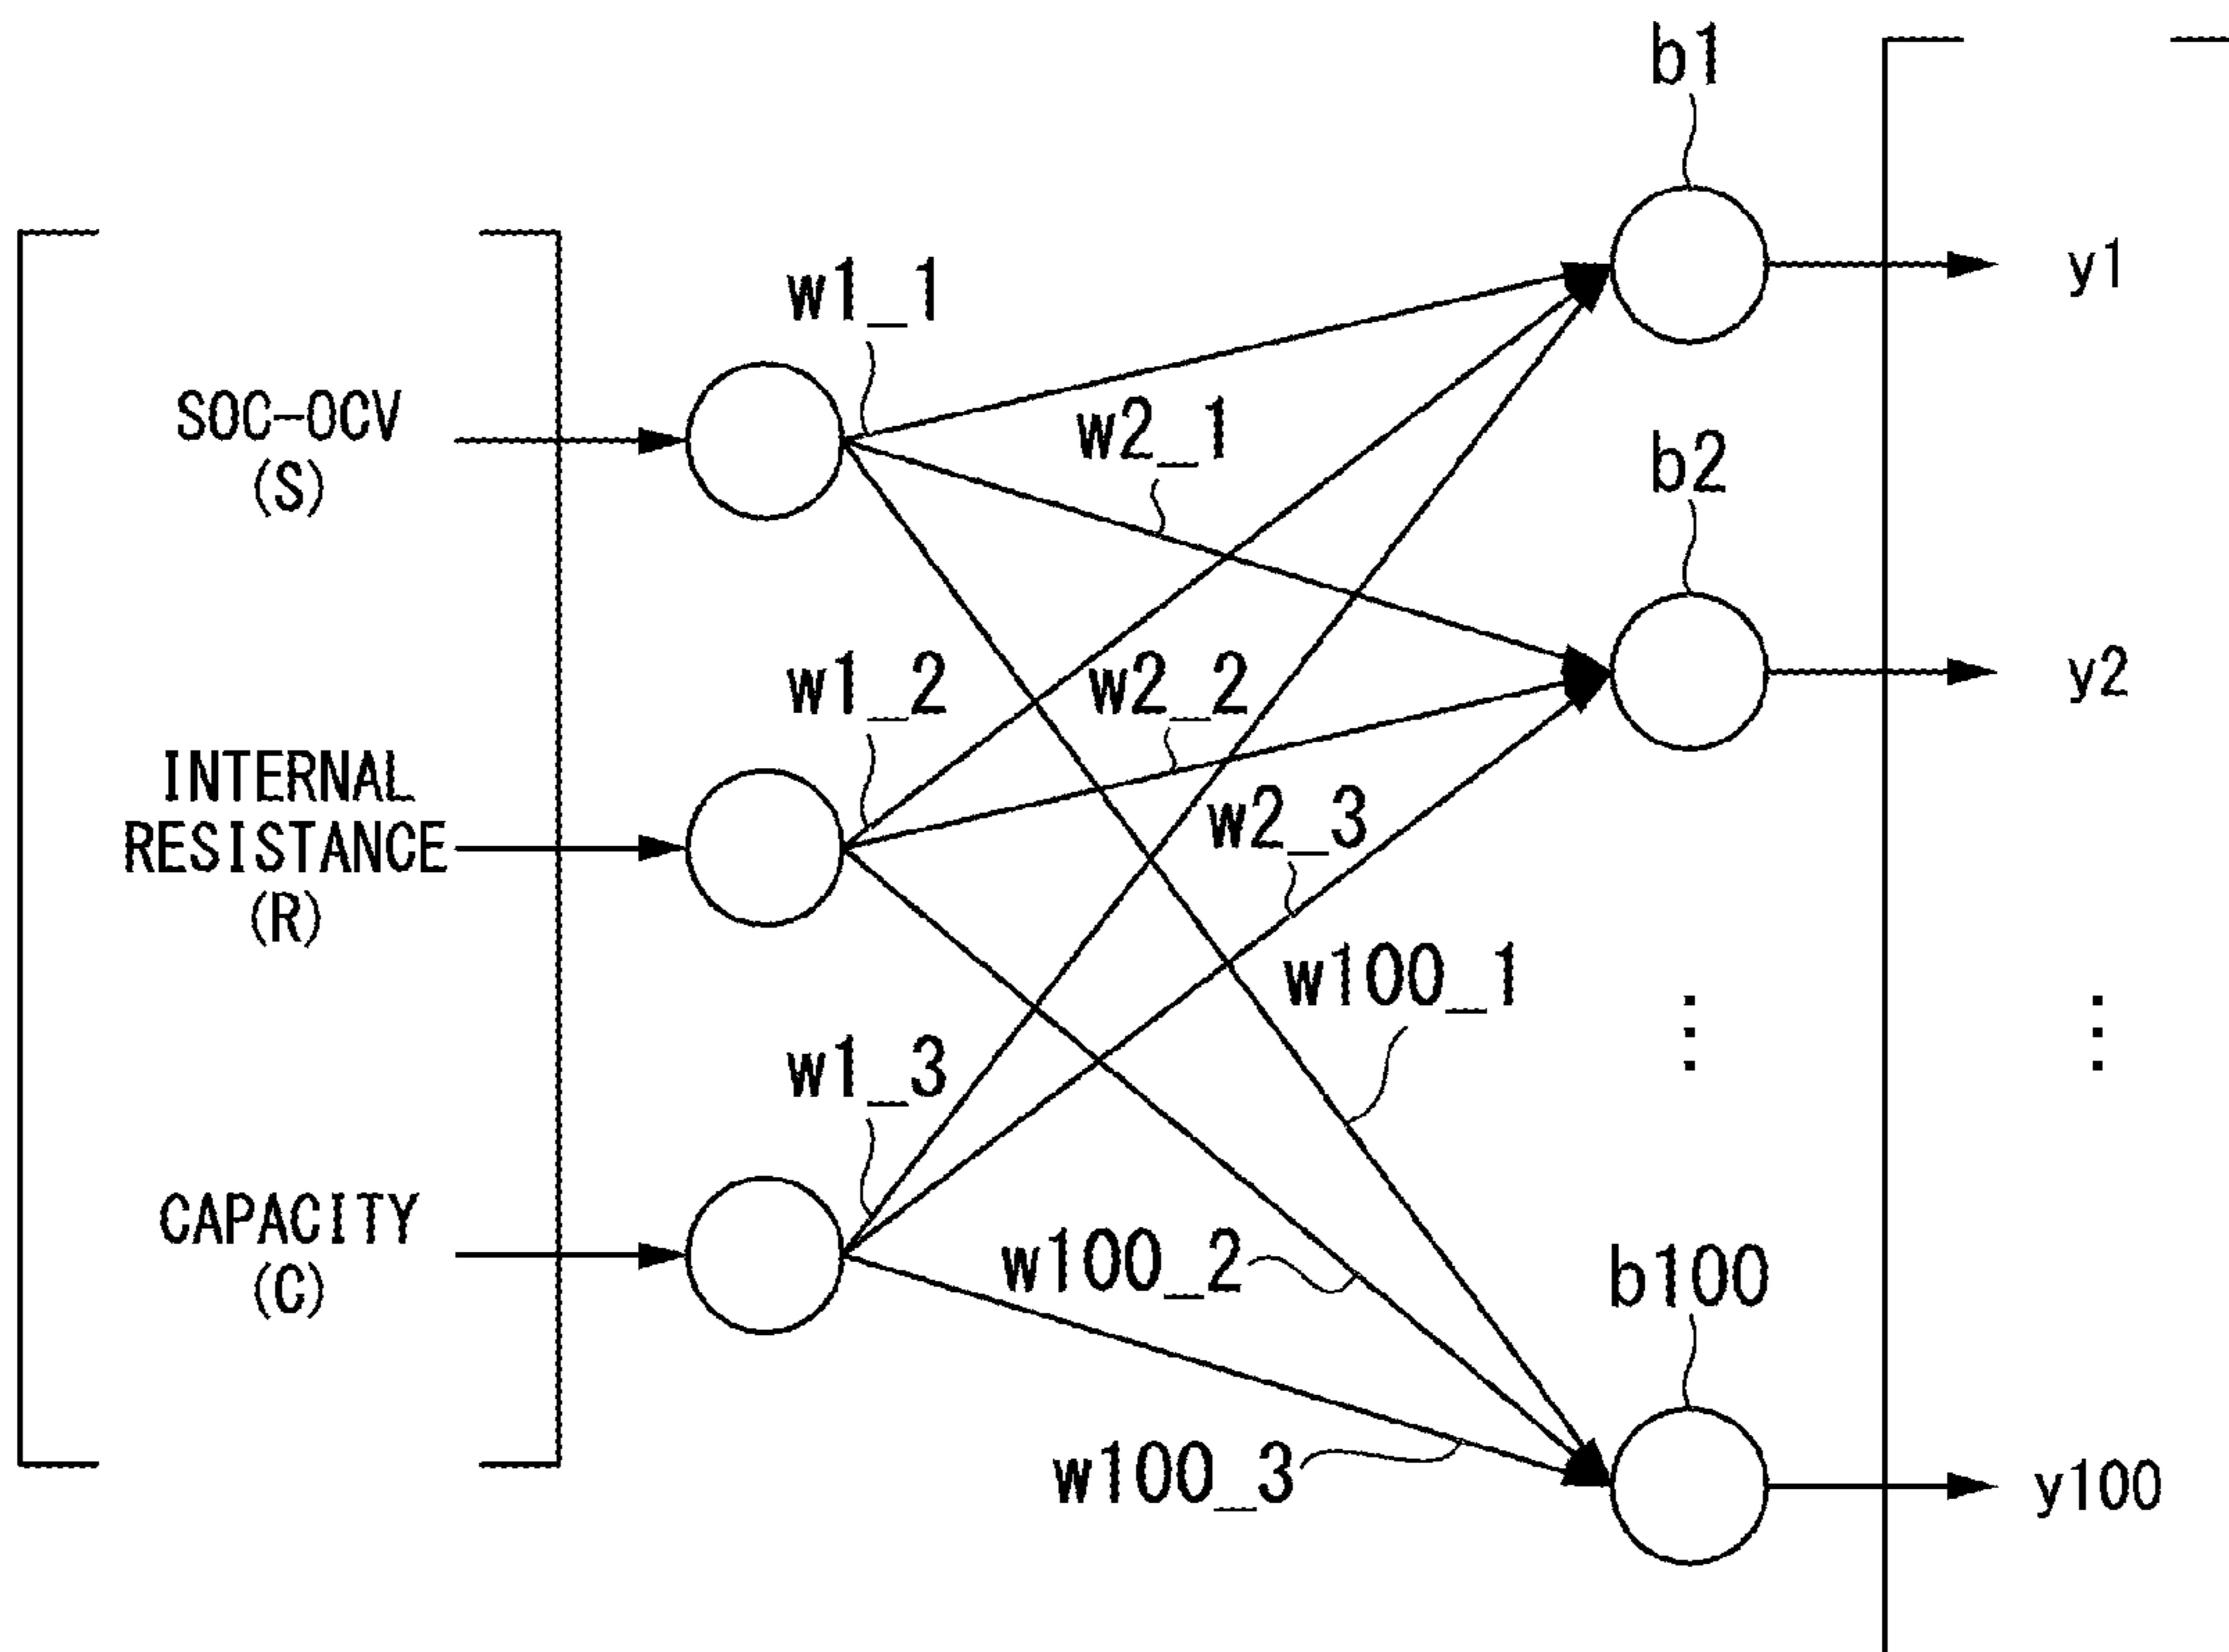 b1
w1_1
y1
SOC-OCV
(S)
w2_1
b2
w1_2
w2_2
y2
INTERNAL
RESISTANCE
(R)
w2_3
w100_1
w1_3
CAPACITY
(C)
w100_2
b100
w100_3
y100